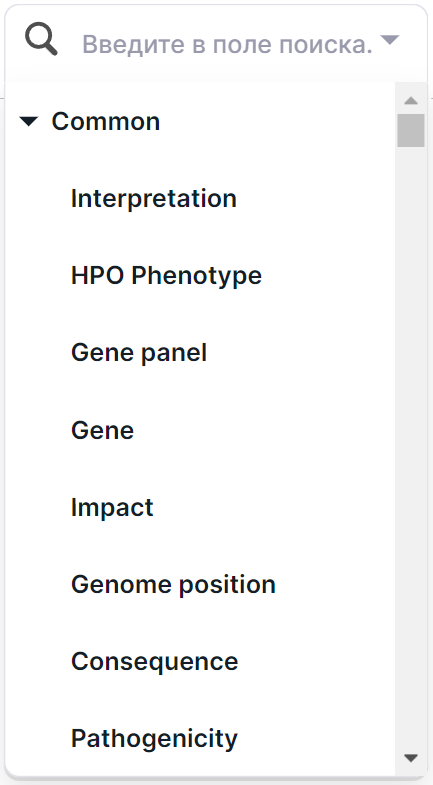 Введите в поле поиска.
Common
Interpretation
HPO Phenotype
Gene panel
Gene
Impact
Genome position
Consequence
Pathogenicity